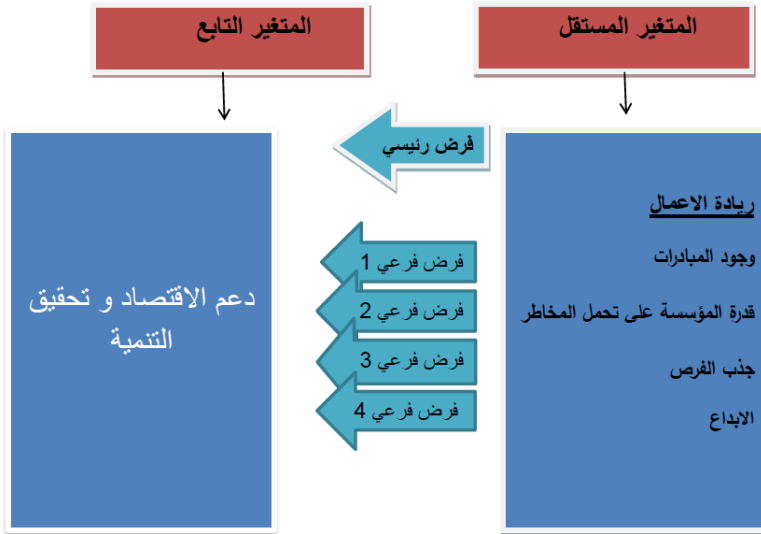 المتغير المستقل
المتغير التابع
فرض رئيسي
ريادة الاعمال
وجود المبادرات
قدرة المؤسسة على تحمل المخاطر
جذب الفرص
الابداع
فرض فرعي 1
فرض فرعي 2
فرض فرعي 3
فرض فرعي 4
دعم الاقتصاد و تحقيق
التنمية